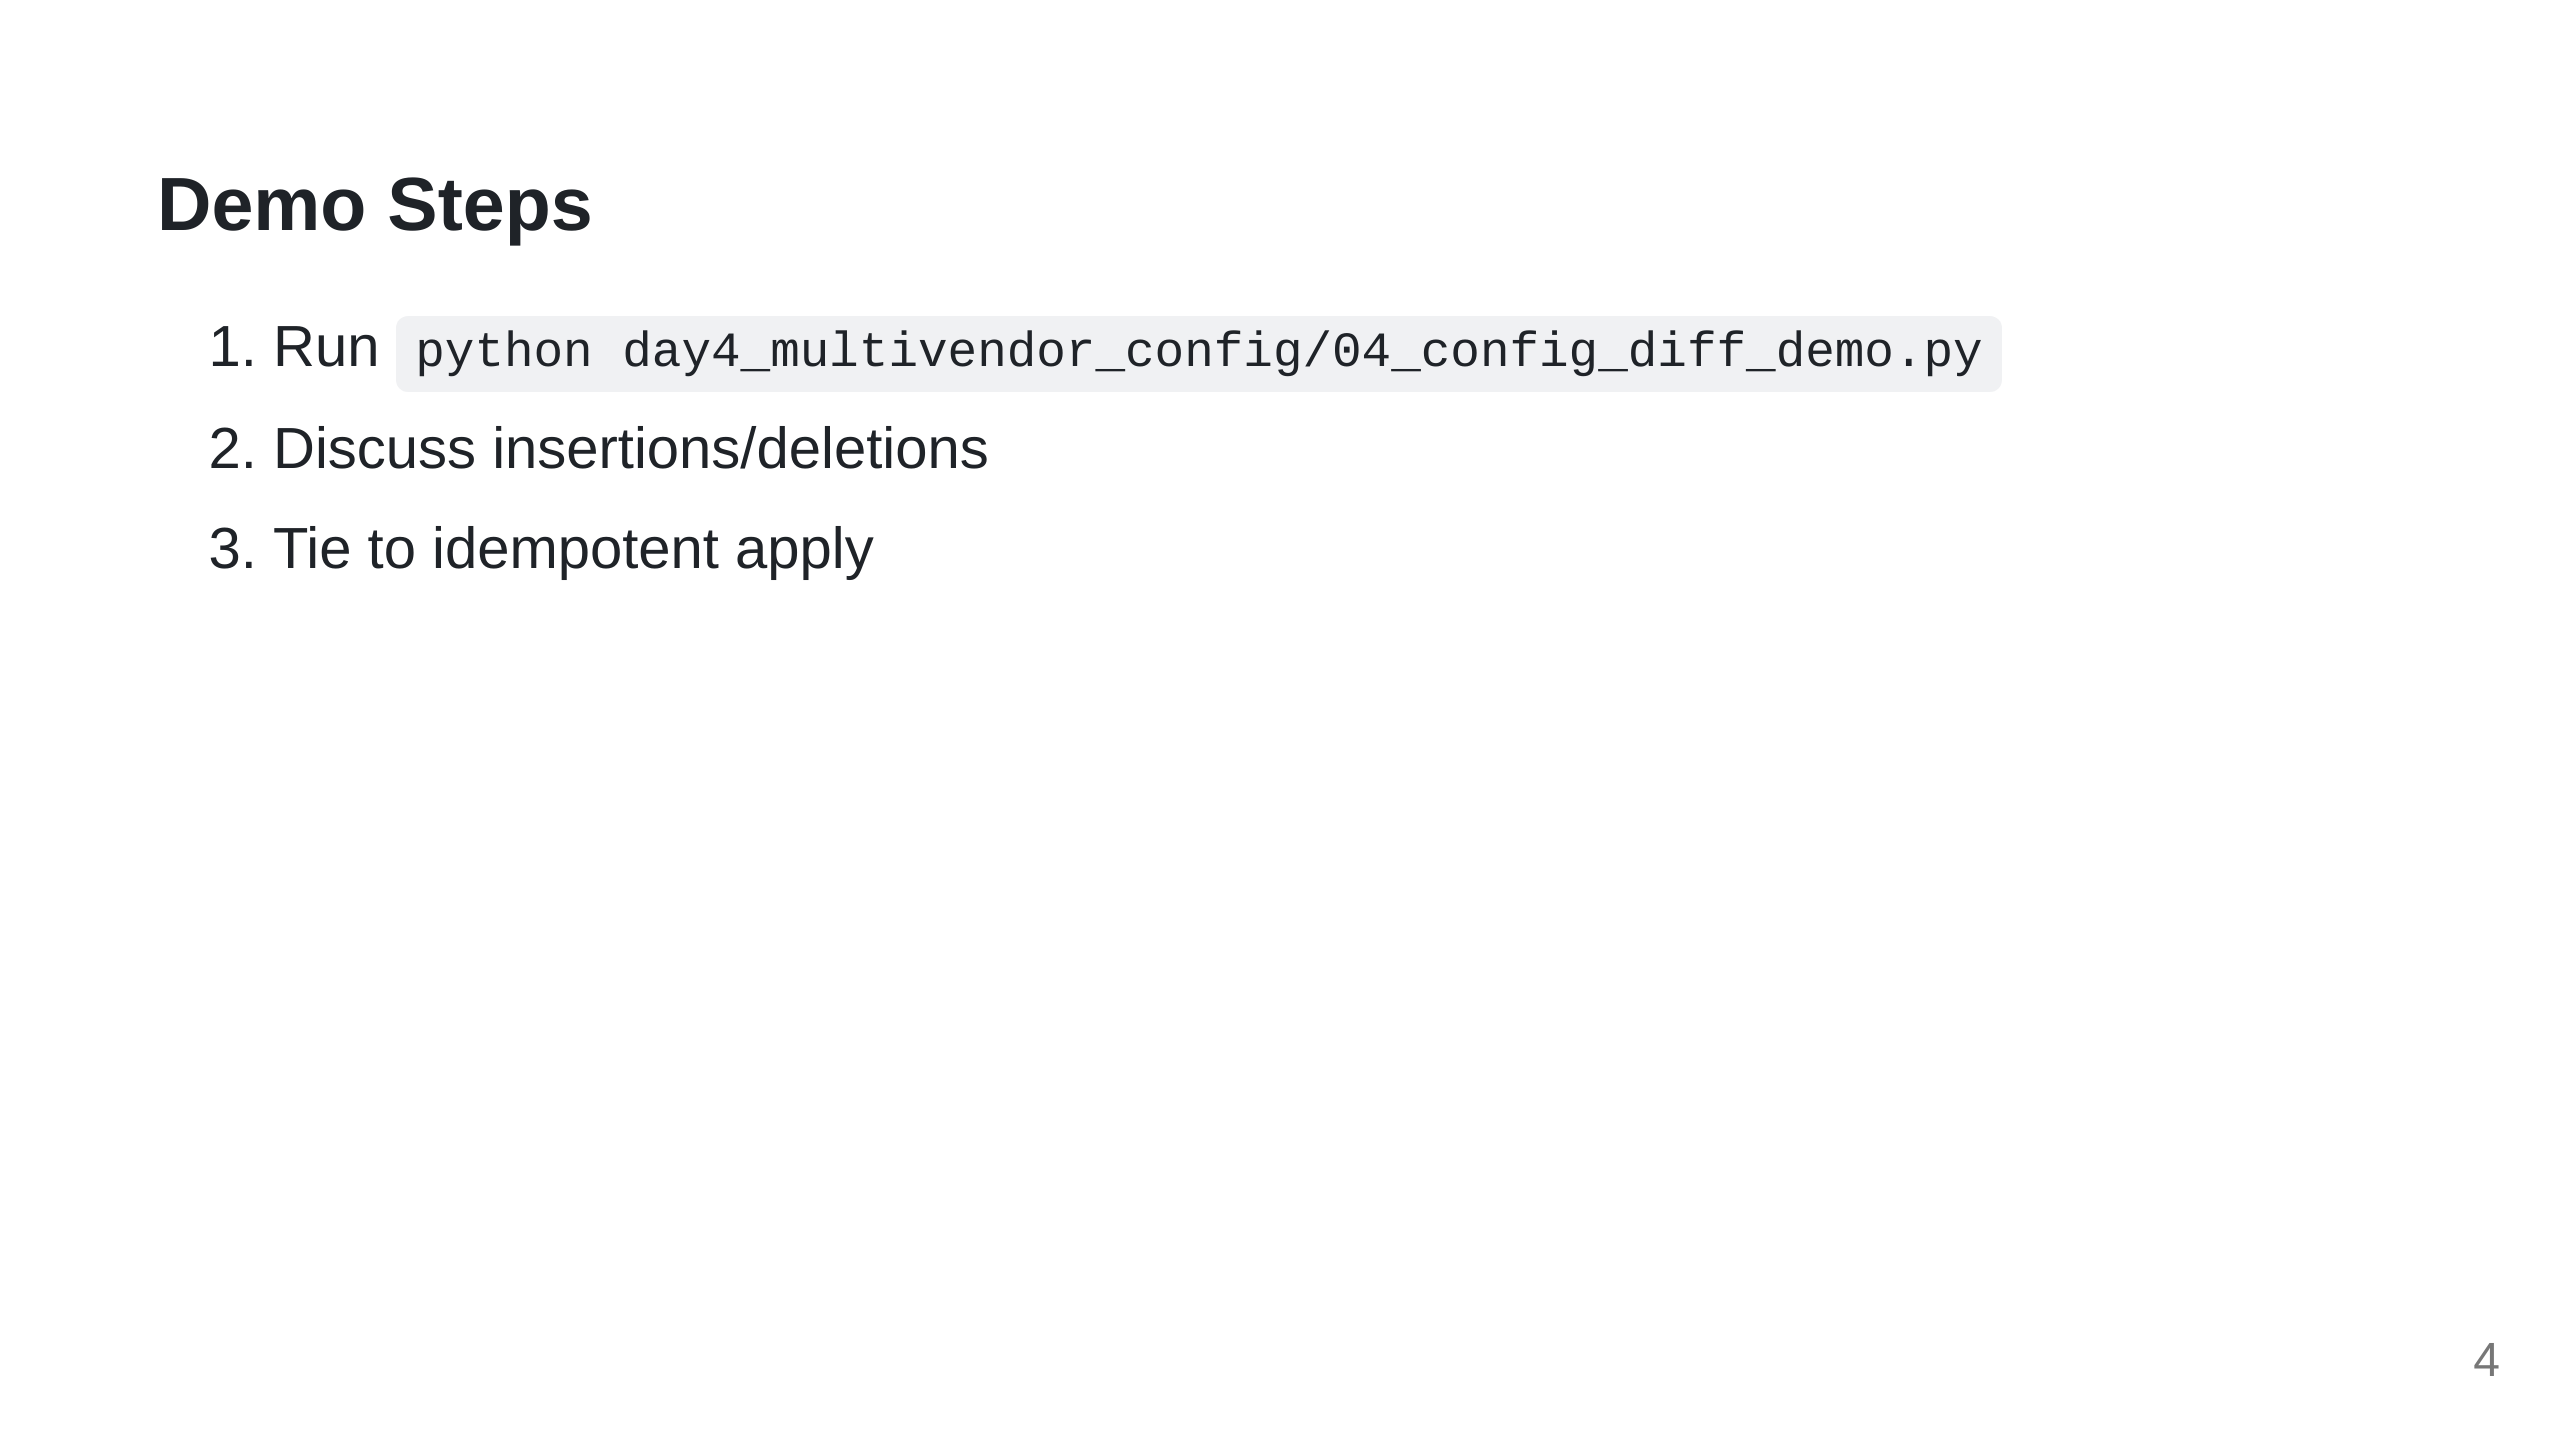 Demo Steps
1. Run python day4_multivendor_config/04_config_diff_demo.py
2. Discuss insertions/deletions
3. Tie to idempotent apply
4